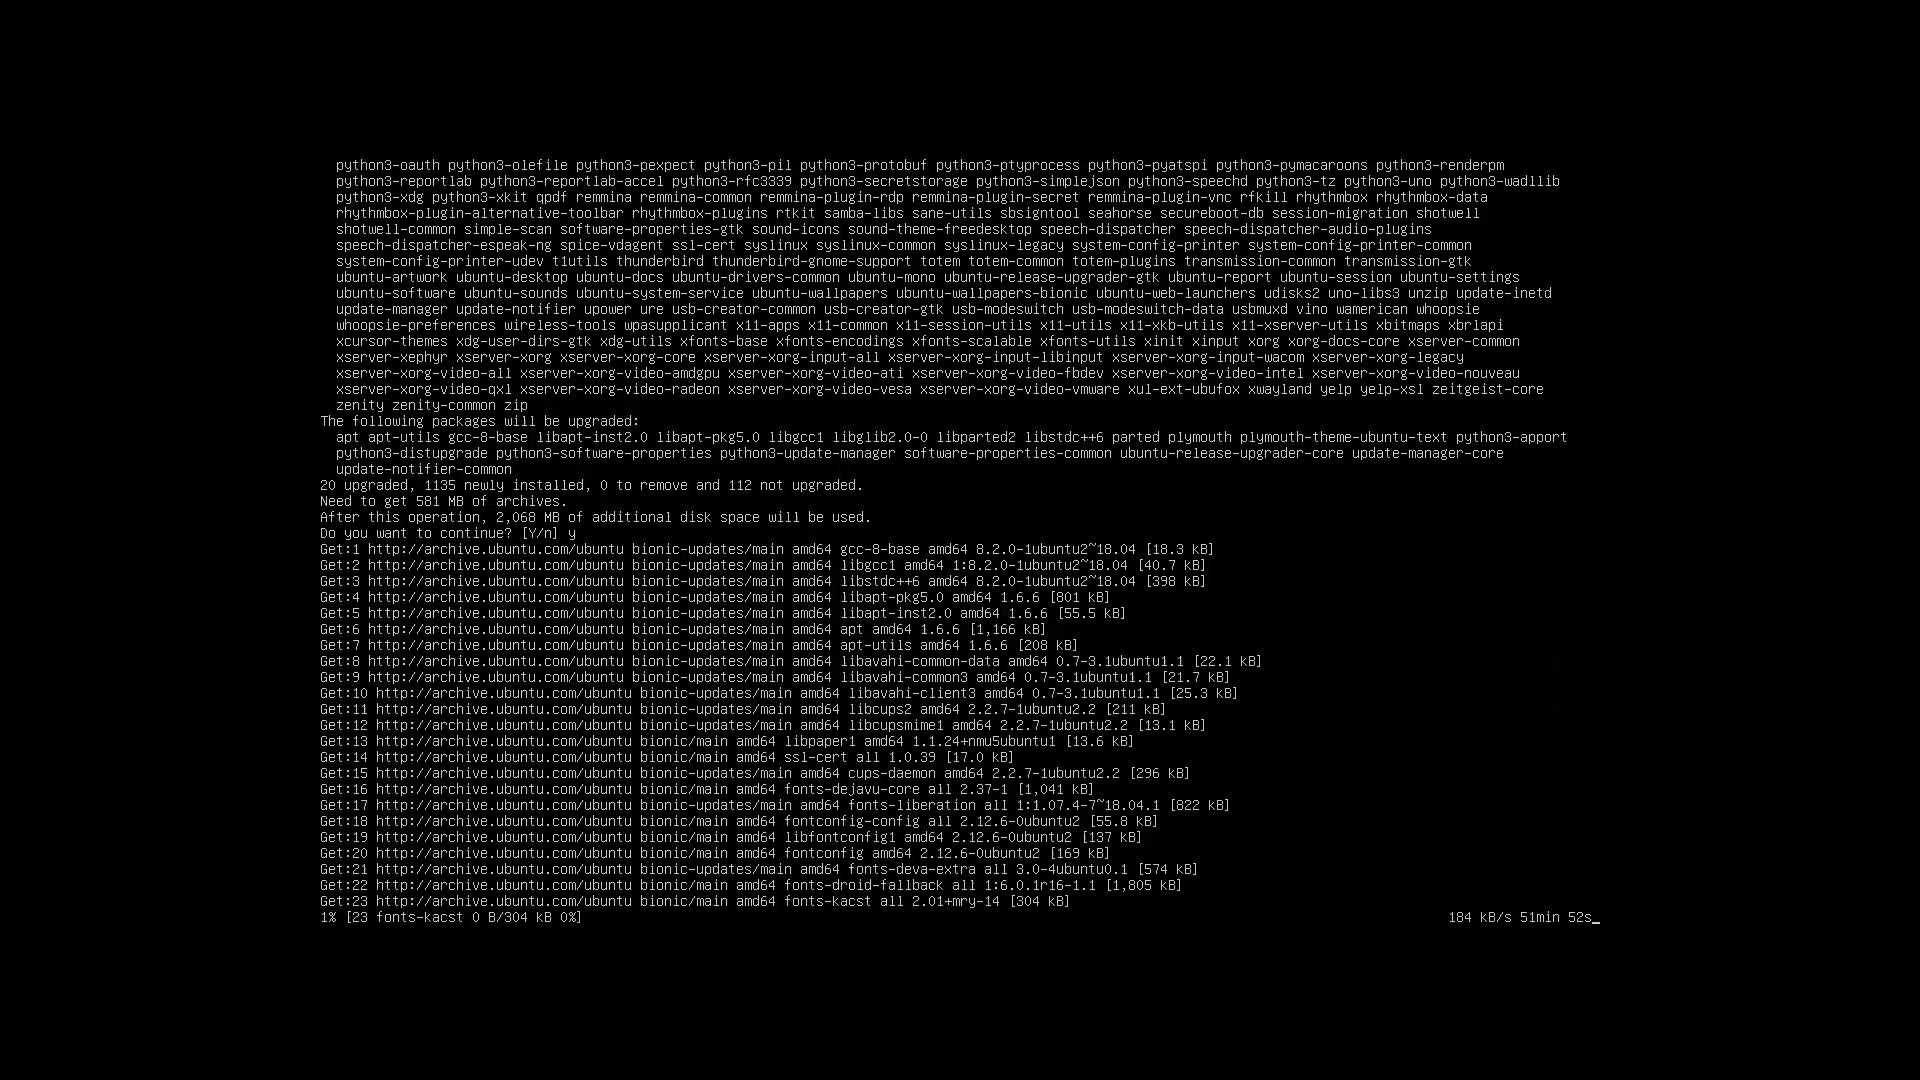 python3-oauth python3-olefile python3-pexpect python3-pil python3-protobuf python3-ptyprocess python3-pyatspi python3-pymacaroons python3-renderpm
python3-reportlab python3-reportlab-accel python3-rfc3339 python3-secretstorage python3-simplejson python3-speechd python3-tz python3-uno python3-wadllib
python3-xdg python3-xkit qpdf remmina remmina-common remmina-plugin-rdp remmina-plugin-secret remmina-plugin-vnc rfkill rhythmbox rhythmbox-data
rhythmbox-plugin-alternative-toolbar rhythmbox-plugins rtkit samba-libs sane-utils sbsigntool seahorse secureboot-db session-migration shotwell
shotwell-common simple-scan software-properties-gtk sound-icons sound-theme-freedesktop speech-dispatcher speech-dispatcher-audio-plugins
speech-dispatcher-espeak-ng spice-vdagent ssl-cert syslinux syslinux-common syslinux-legacy system-config-printer system-config-printer-common
system-config-printer-udev t1utils thunderbird thunderbird-gnome-support totem totem-common totem-plugins transmission-common transmission-gtk
ubuntu-artwork ubuntu-desktop ubuntu-docs ubuntu-drivers-common ubuntu-mono ubuntu-release-upgrader-gtk ubuntu-report ubuntu-session ubuntu-settings
ubuntu-software ubuntu-sounds ubuntu-system-service ubuntu-wallpapers ubuntu-wallpapers-bionic ubuntu-web-launchers udisks2 uno-libs3 unzip update-inetd
update-manager update-notifier upower ure usb-creator-common usb-creator-gtk usb-modeswitch usb-modeswitch-data usbmuxd vino wamerican whoopsie
whoopsie-preferences wireless-tools wpasupplicant x11-apps x11-common x11-session-utils x11-utils x11-xkb-utils x11-xserver-utils xbitmaps xbrlapi
xcursor-themes xdg-user-dirs-gtk xdg-utils xfonts-base xfonts-encodings xfonts-scalable xfonts-utils xinit xinput xorg xorg-docs-core xserver-common
xserver-xephyr xserver-xorg xserver-xorg-core xserver-xorg-input-all xserver-xorg-input-libinput xserver-xorg-input-wacom xserver-xorg-legacy
xserver-xorg-video-all xserver-xorg-video-amdgpu xserver-xorg-video-ati xserver-xorg-video-fbdev xserver-xorg-video-intel xserver-xorg-video-nouveau
xserver-xorg-video-qxl xserver-xorg-video-radeon xserver-xorg-video-vesa xserver-xorg-video-vmware xul-ext-ubufox xwayland yelp yelp-xsl zeitgeist-core
zenity zenity-common zip
The following packages will be upgraded:
apt apt-utils gcc-8-base libapt-inst2.0 libapt-pkg5.0 libgcc1 libglib2.0-0 libparted2 libstdc++6 parted plymouth plymouth-theme-ubuntu-text python3-apport
python3-distupgrade python3-software-properties python3-update-manager software-properties-common ubuntu-release-upgrader-core update-manager-core
update-notifier-common
20 upgraded, 1135 newly installed, 0 to remove and 112 not upgraded.
Need to get 581 MB of archives.
After this operation, 2,068 MB of additional disk space will be used.
Do you want to continue? [Y/n] y
Get:1 http://archive.ubuntu.com/ubuntu bionic-updates/main amd64 gcc-8-base amd64 8.2.0-1ubuntu2~18.04 [18.3 kB]
Get:2 http://archive.ubuntu.com/ubuntu bionic-updates/main amd64 libgcc1 amd64 1:8.2.0-1ubuntu2~18.04 [40.7 kB]
Get:3 http://archive.ubuntu.com/ubuntu bionic-updates/main amd64 libstdc++6 amd64 8.2.0-1ubuntu2~18.04 [398 kB]
Get:4 http://archive.ubuntu.com/ubuntu bionic-updates/main amd64 libapt-pkg5.0 amd64 1.6.6 [801 kB]
Get:5 http://archive.ubuntu.com/ubuntu bionic-updates/main amd64 libapt-inst2.0 amd64 1.6.6 [55.5 kB]
Get:6 http://archive.ubuntu.com/ubuntu bionic-updates/main amd64 apt amd64 1.6.6 [1,166 kB]
Get:7 http://archive.ubuntu.com/ubuntu bionic-updates/main amd64 apt-utils amd64 1.6.6 [208 kB]
Get:8 http://archive.ubuntu.com/ubuntu bionic-updates/main amd64 libavahi-common-data amd64 0.7-3.1ubuntu1.1 [22.1 kB]
Get:9 http://archive.ubuntu.com/ubuntu bionic-updates/main amd64 libavahi-common3 amd64 0.7-3.1ubuntu1.1 [21.7 kB]
Get:10 http://archive.ubuntu.com/ubuntu bionic-updates/main amd64 libavahi-client3 amd64 0.7-3.1ubuntu1.1 [25.3 kB]
Get:11 http://archive.ubuntu.com/ubuntu bionic-updates/main amd64 libcups2 amd64 2.2.7-1ubuntu2.2 [211 kB]
Get:12 http://archive.ubuntu.com/ubuntu bionic-updates/main amd64 libcupsmime1 amd64 2.2.7-1ubuntu2.2 [13.1 kB]
Get:13 http://archive.ubuntu.com/ubuntu bionic/main amd64 libpaper1 amd64 1.1.24+nmu5ubuntu1 [13.6 kB]
Get:14 http://archive.ubuntu.com/ubuntu bionic/main amd64 ssl-cert all 1.0.39 [17.0 kB]
Get:15 http://archive.ubuntu.com/ubuntu bionic-updates/main amd64 cups-daemon amd64 2.2.7-1ubuntu2.2 [296 kB]
Get:16 http://archive.ubuntu.com/ubuntu bionic/main amd64 fonts-dejavu-core all 2.37-1 [1,041 kB]
Get:17 http://archive.ubuntu.com/ubuntu bionic-updates/main amd64 fonts-liberation all 1:1.07.4-7~18.04.1 [822 kB]
Get:18 http://archive.ubuntu.com/ubuntu bionic/main amd64 fontconfig-config all 2.12.6-0ubuntu2 [55.8 kB]
Get:19 http://archive.ubuntu.com/ubuntu bionic/main amd64 libfontconfig1 amd64 2.12.6-0ubuntu2 [137 kB]
Get:20 http://archive.ubuntu.com/ubuntu bionic/main amd64 fontconfig amd64 2.12.6-0ubuntu2 [169 kB]
Get:21 http://archive.ubuntu.com/ubuntu bionic-updates/main amd64 fonts-deva-extra all 3.0-4ubuntu0.1 [574 kB]
Get:22 http://archive.ubuntu.com/ubuntu bionic/main amd64 fonts-droid-fallback all 1:6.0.1r16-1.1 [1,805 kB]
Get:23 http://archive.ubuntu.com/ubuntu bionic/main amd64 fonts-kacst all 2.01+mry-14 [304 kB]
1% [23 fonts-kacst 0 B/304 kB 0%] 184 kB/s 51min 52s_